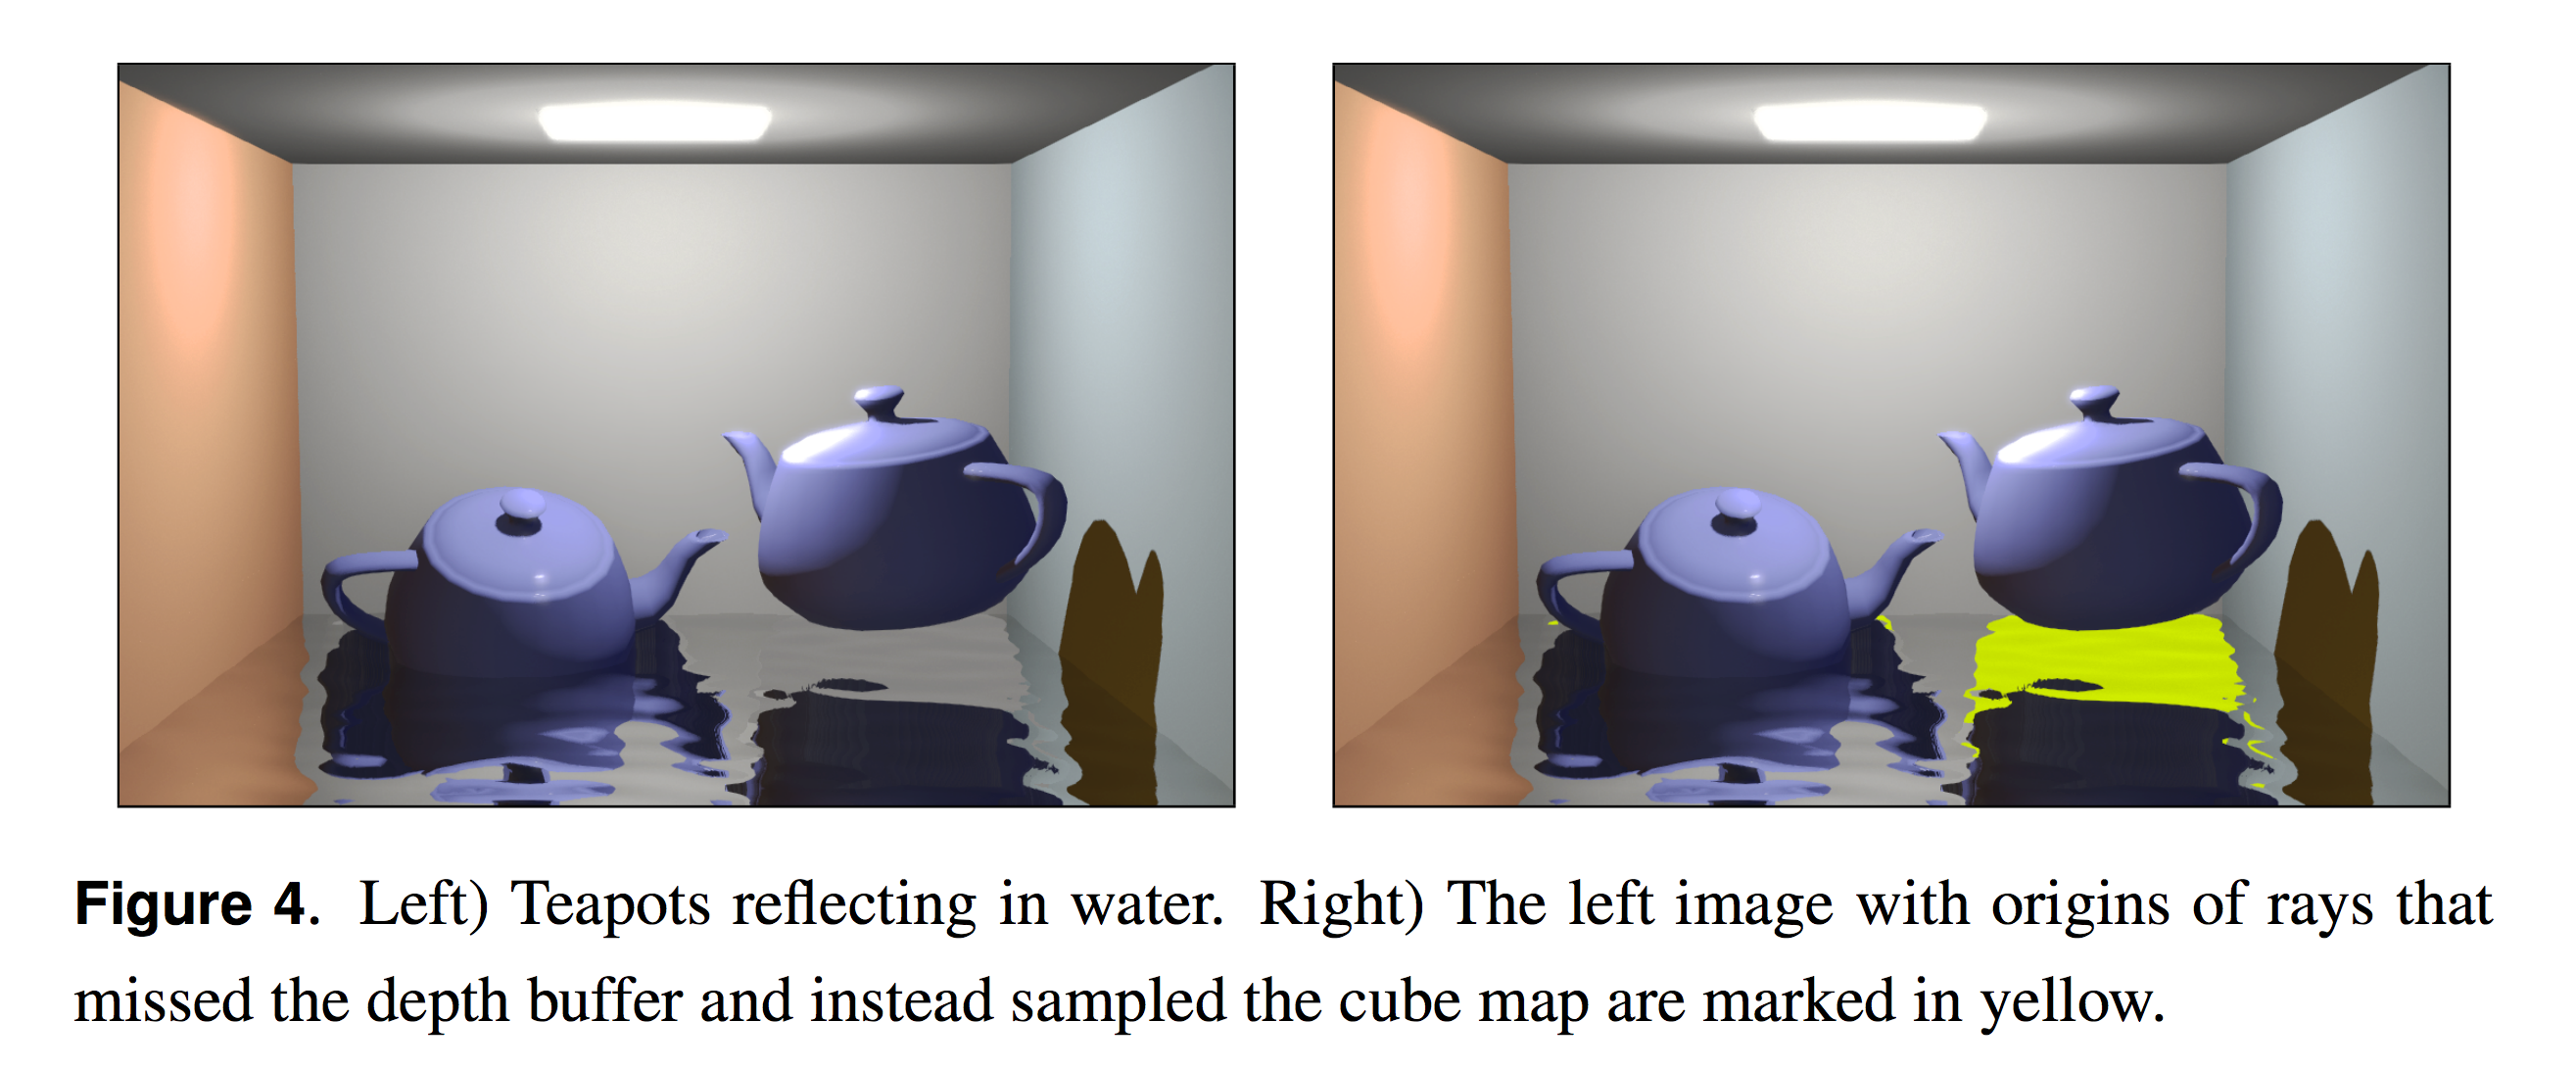 Figure 4. Left) Teapots reflecting in water. Right) The left image with origins of rays that
missed the depth buffer and instead sampled the cube map are marked in yellow.